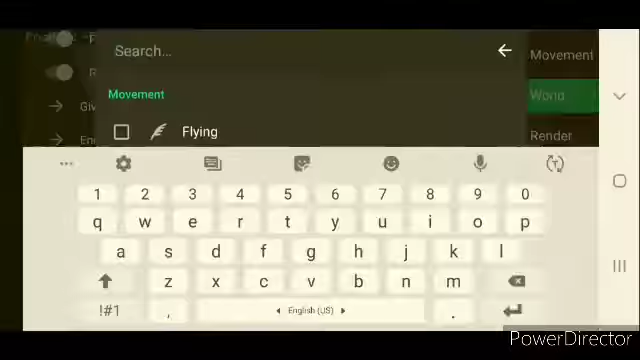 Search...
Movement
Movement
World
Flying
Render
1 2 3 4 5 6 7 8 9 0
q w e r t y u i o p
a s d f g h j k l
z x c v b n m
!#1 , English (US) .
PowerDirector